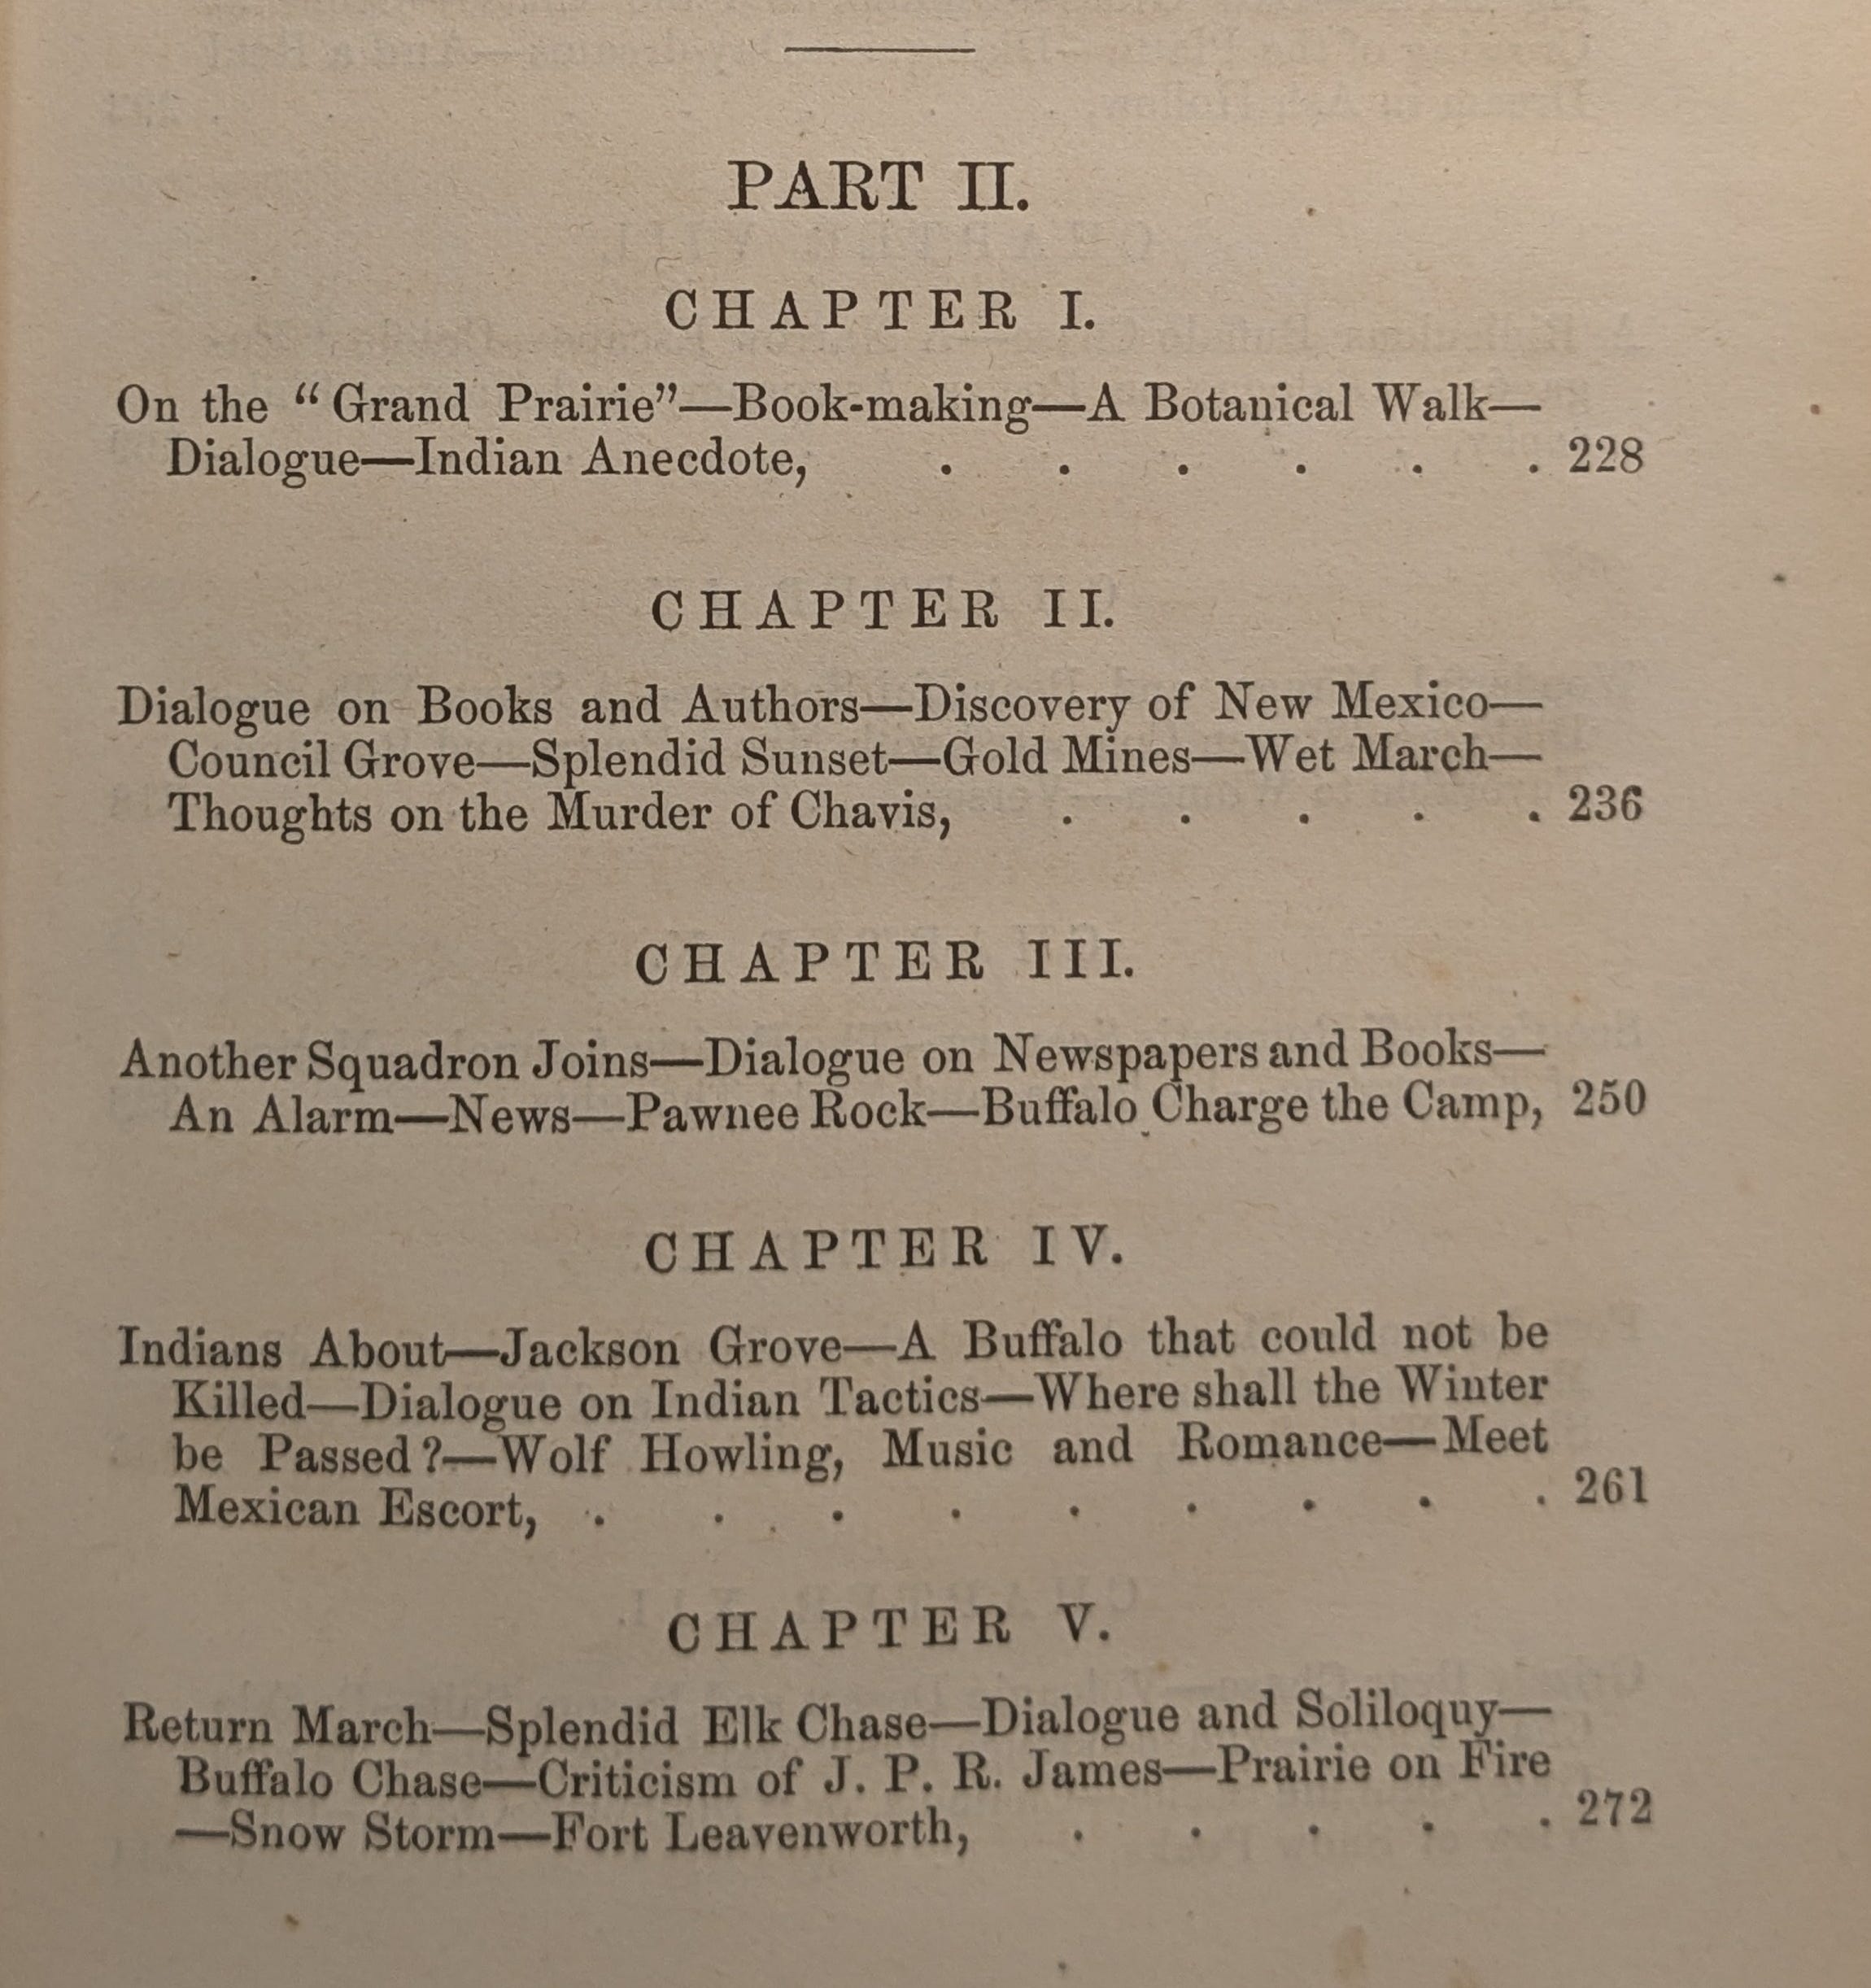 PART II.
CHAPTER I.
On the “Grand Prairie”—Book-making—A Botanical Walk—
Dialogue—Indian Anecdote, . . . . . . 228
CHAPTER II.
Dialogue on Books and Authors—Discovery of New Mexico—
Council Grove—Splendid Sunset—Gold Mines—Wet March—
Thoughts on the Murder of Chavis, . . . . . 236
CHAPTER III.
Another Squadron Joins—Dialogue on Newspapers and Books—
An Alarm—News—Pawnee Rock—Buffalo Charge the Camp, 250
CHAPTER IV.
Indians About—Jackson Grove—A Buffalo that could not be
Killed—Dialogue on Indian Tactics—Where shall the Winter
be Passed?—Wolf Howling, Music and Romance—Meet
Mexican Escort, . . . . . . . . . 261
CHAPTER V.
Return March—Splendid Elk Chase—Dialogue and Soliloquy—
Buffalo Chase—Criticism of J. P. R. James—Prairie on Fire
—Snow Storm—Fort Leavenworth, . . . . . 272